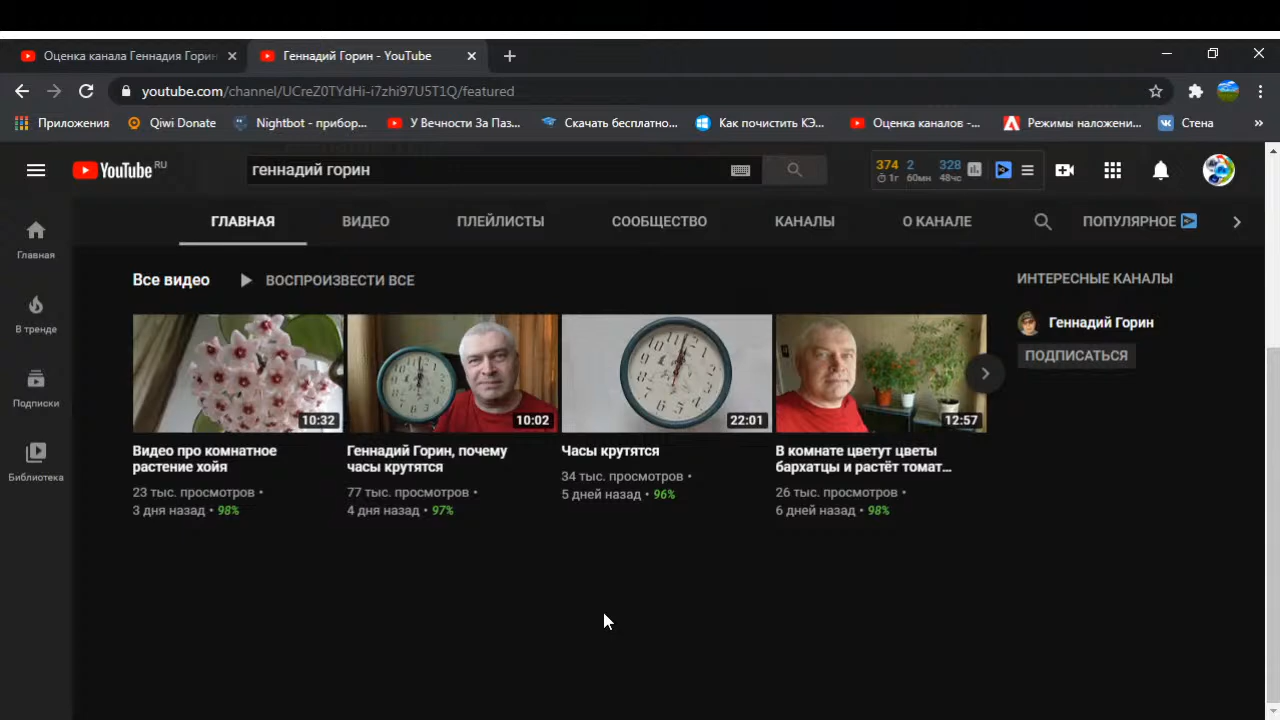 Оценка канала Геннадия Горин
Геннадий Горин - YouTube
youtube.com/channel/UCreZ0TYdHi-i7zhi97U5T1Q/featured
Приложения
Qiwi Donate
Nightbot - прибор...
У Вечности За Паз...
Скачать бесплатно...
Как почистить КЭ...
Оценка каналов -...
Режимы наложени...
Стена
»
YouTube RU
геннадий горин
374 2 328
1г 60мн 48чс
ГЛАВНАЯ
ВИДЕО
ПЛЕЙЛИСТЫ
СООБЩЕСТВО
КАНАЛЫ
О КАНАЛЕ
ПОПУЛЯРНОЕ
Главная
В тренде
Подписки
Библиотека
Все видео
ВОСПРОИЗВЕСТИ ВСЕ
10:32
Видео про комнатное
растение хойя
23 тыс. просмотров •
3 дня назад • 98%
10:02
Геннадий Горин, почему
часы крутятся
77 тыс. просмотров •
4 дня назад • 97%
22:01
Часы крутятся
34 тыс. просмотров •
5 дней назад • 96%
12:57
В комнате цветут цветы
бархатцы и растёт томат...
26 тыс. просмотров •
6 дней назад • 98%
ИНТЕРЕСНЫЕ КАНАЛЫ
Геннадий Горин
ПОДПИСАТЬСЯ